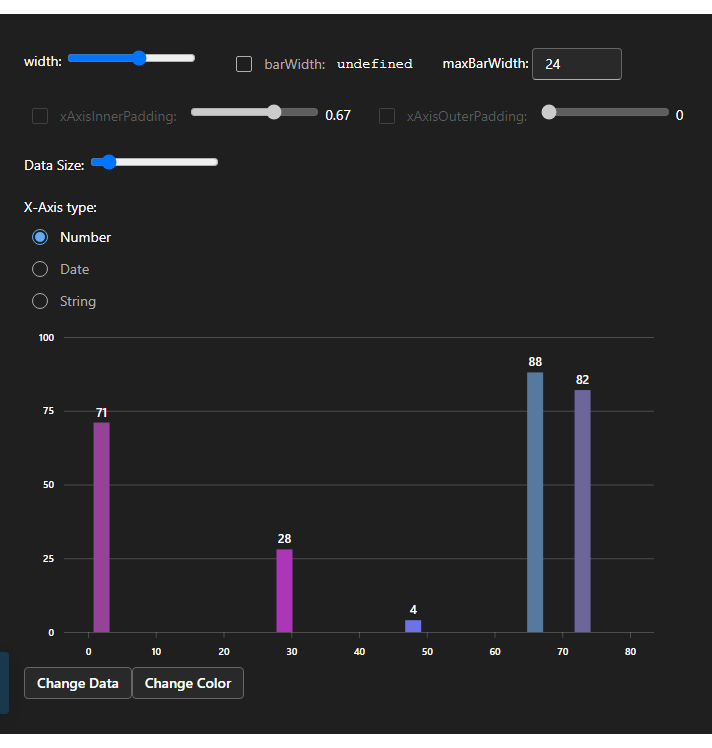 width: barWidth: undefined maxBarWidth: 24
xAxisInnerPadding: 0.67 xAxisOuterPadding: 0
Data Size:
X-Axis type:
Number
Date
String
100
88
82
75
71
50
28
25
4
0
0 10 20 30 40 50 60 70 80
Change Data Change Color